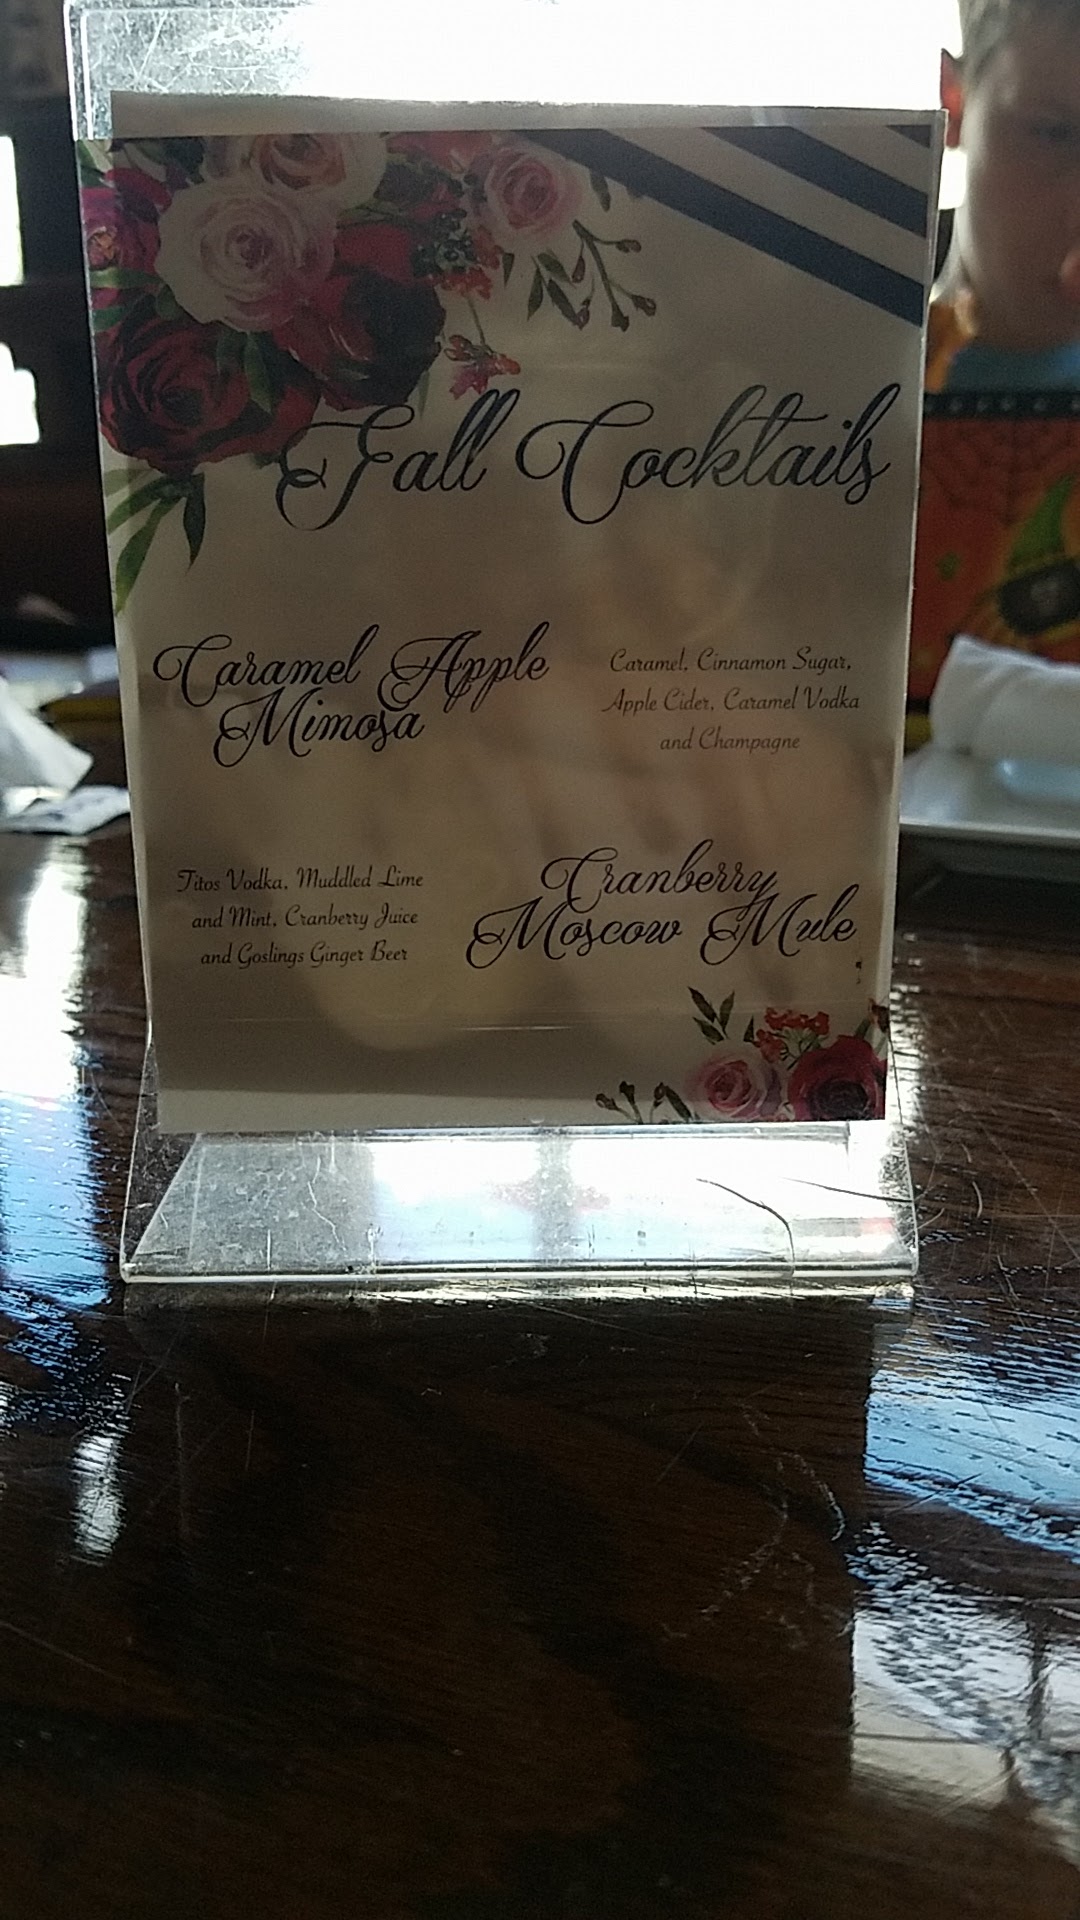 Fall Cocktails
Caramel Apple
Mimosa
Caramel, Cinnamon Sugar,
Apple Cider, Caramel Vodka
and Champagne
Titos Vodka, Muddled Lime
and Mint, Cranberry Juice
and Goslings Ginger Beer
Cranberry
Moscow Mule